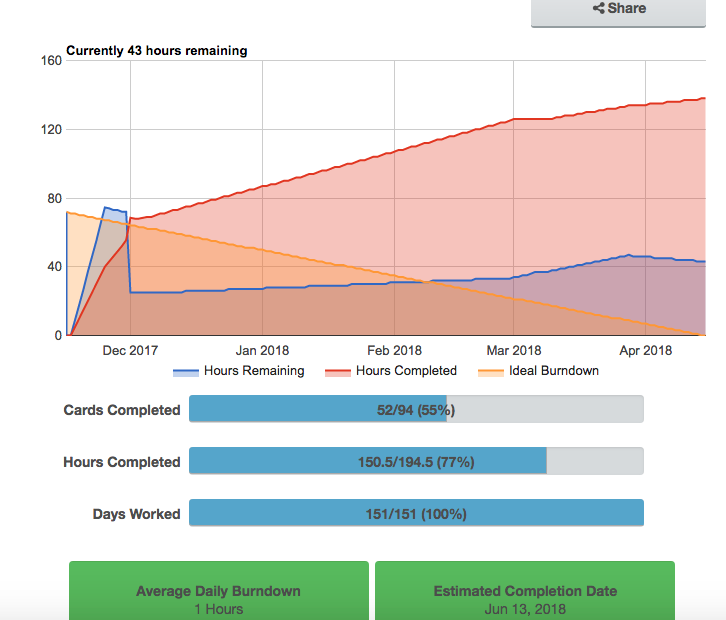 Share
Currently 43 hours remaining
160
120
80
40
0
Dec 2017 Jan 2018 Feb 2018 Mar 2018 Apr 2018
Hours Remaining Hours Completed Ideal Burndown
Cards Completed 52/94 (55%)
Hours Completed 150.5/194.5 (77%)
Days Worked 151/151 (100%)
Average Daily Burndown Estimated Completion Date
1 Hours Jun 13, 2018